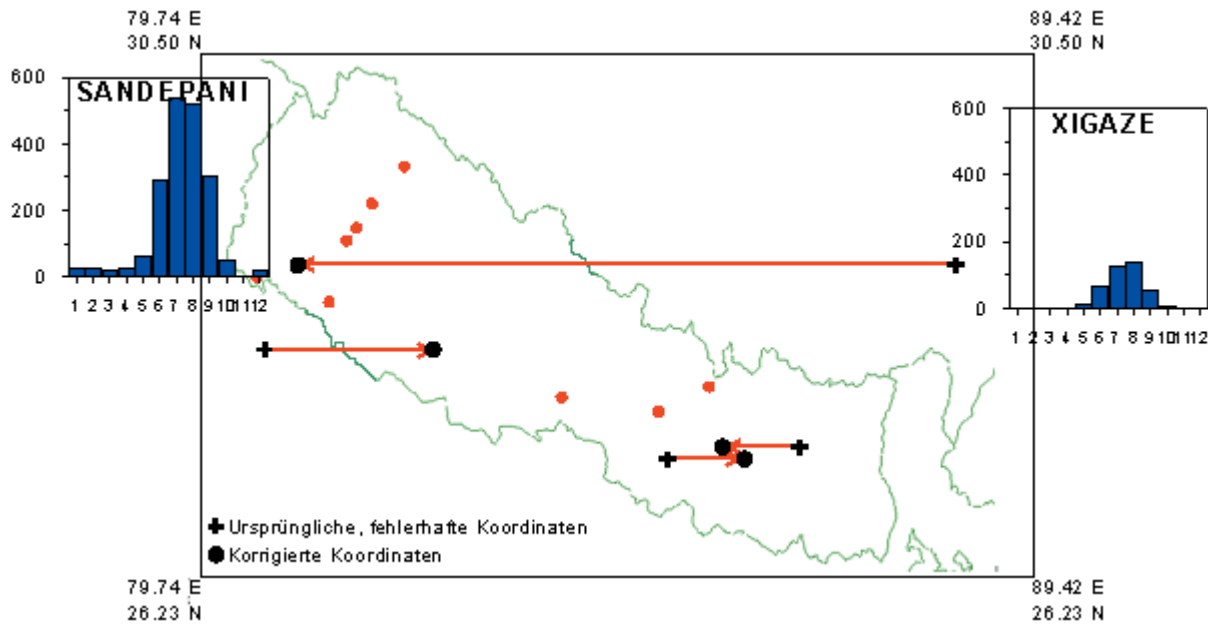 79.74 E
30.50 N
89.42 E
30.50 N
SANDEPANI
600
400
200
0
1 2 3 4 5 6 7 8 9 10 11 12
XIGAZE
600
400
200
0
1 2 3 4 5 6 7 8 9 10 11 12
Ursprüngliche, fehlerhafte Koordinaten
Korrigierte Koordinaten
79.74 E
26.23 N
89.42 E
26.23 N